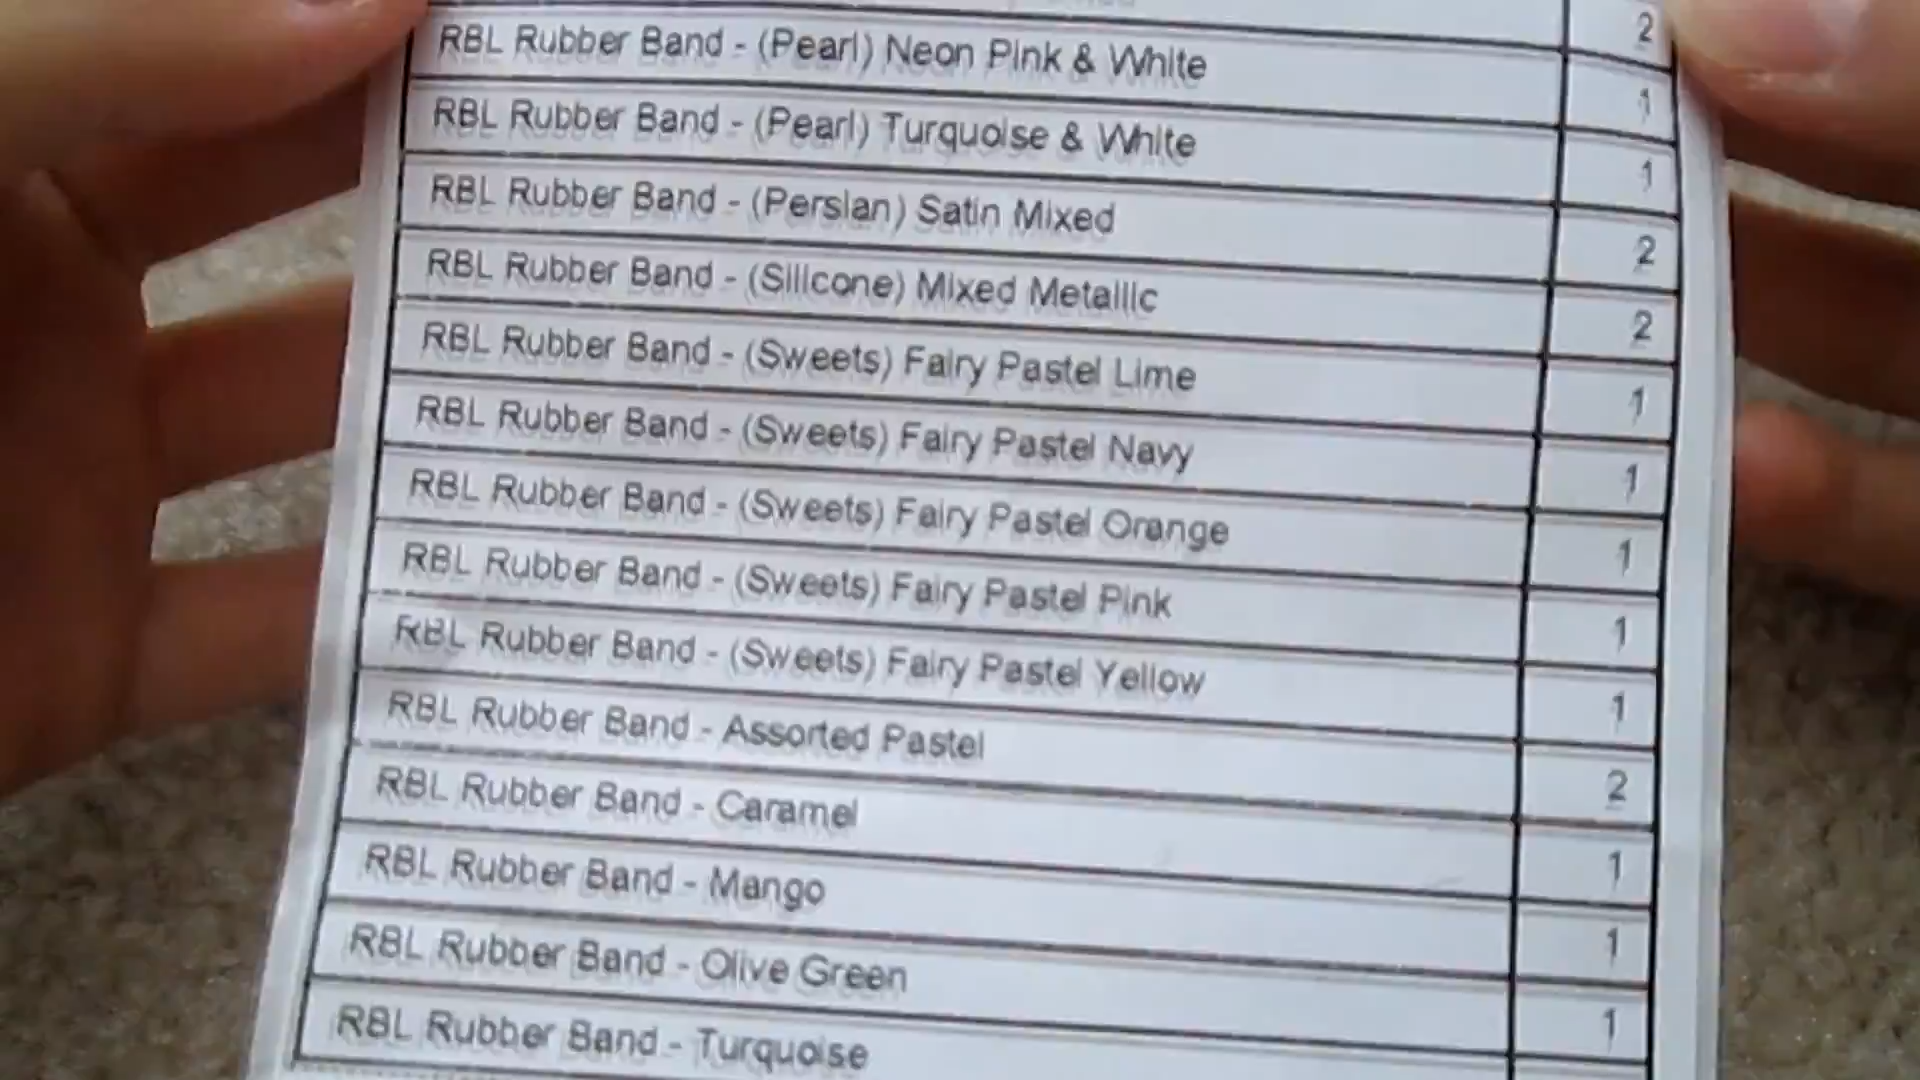 2
RBL Rubber Band - (Pearl) Neon Pink & White 1
RBL Rubber Band - (Pearl) Turquoise & White 1
RBL Rubber Band - (Persian) Satin Mixed 2
RBL Rubber Band - (Silicone) Mixed Metallic 2
RBL Rubber Band - (Sweets) Fairy Pastel Lime 1
RBL Rubber Band - (Sweets) Fairy Pastel Navy 1
RBL Rubber Band - (Sweets) Fairy Pastel Orange 1
RBL Rubber Band - (Sweets) Fairy Pastel Pink 1
RBL Rubber Band - (Sweets) Fairy Pastel Yellow 1
RBL Rubber Band - Assorted Pastel 2
RBL Rubber Band - Caramel 1
RBL Rubber Band - Mango 1
RBL Rubber Band - Olive Green 1
RBL Rubber Band - Turquoise